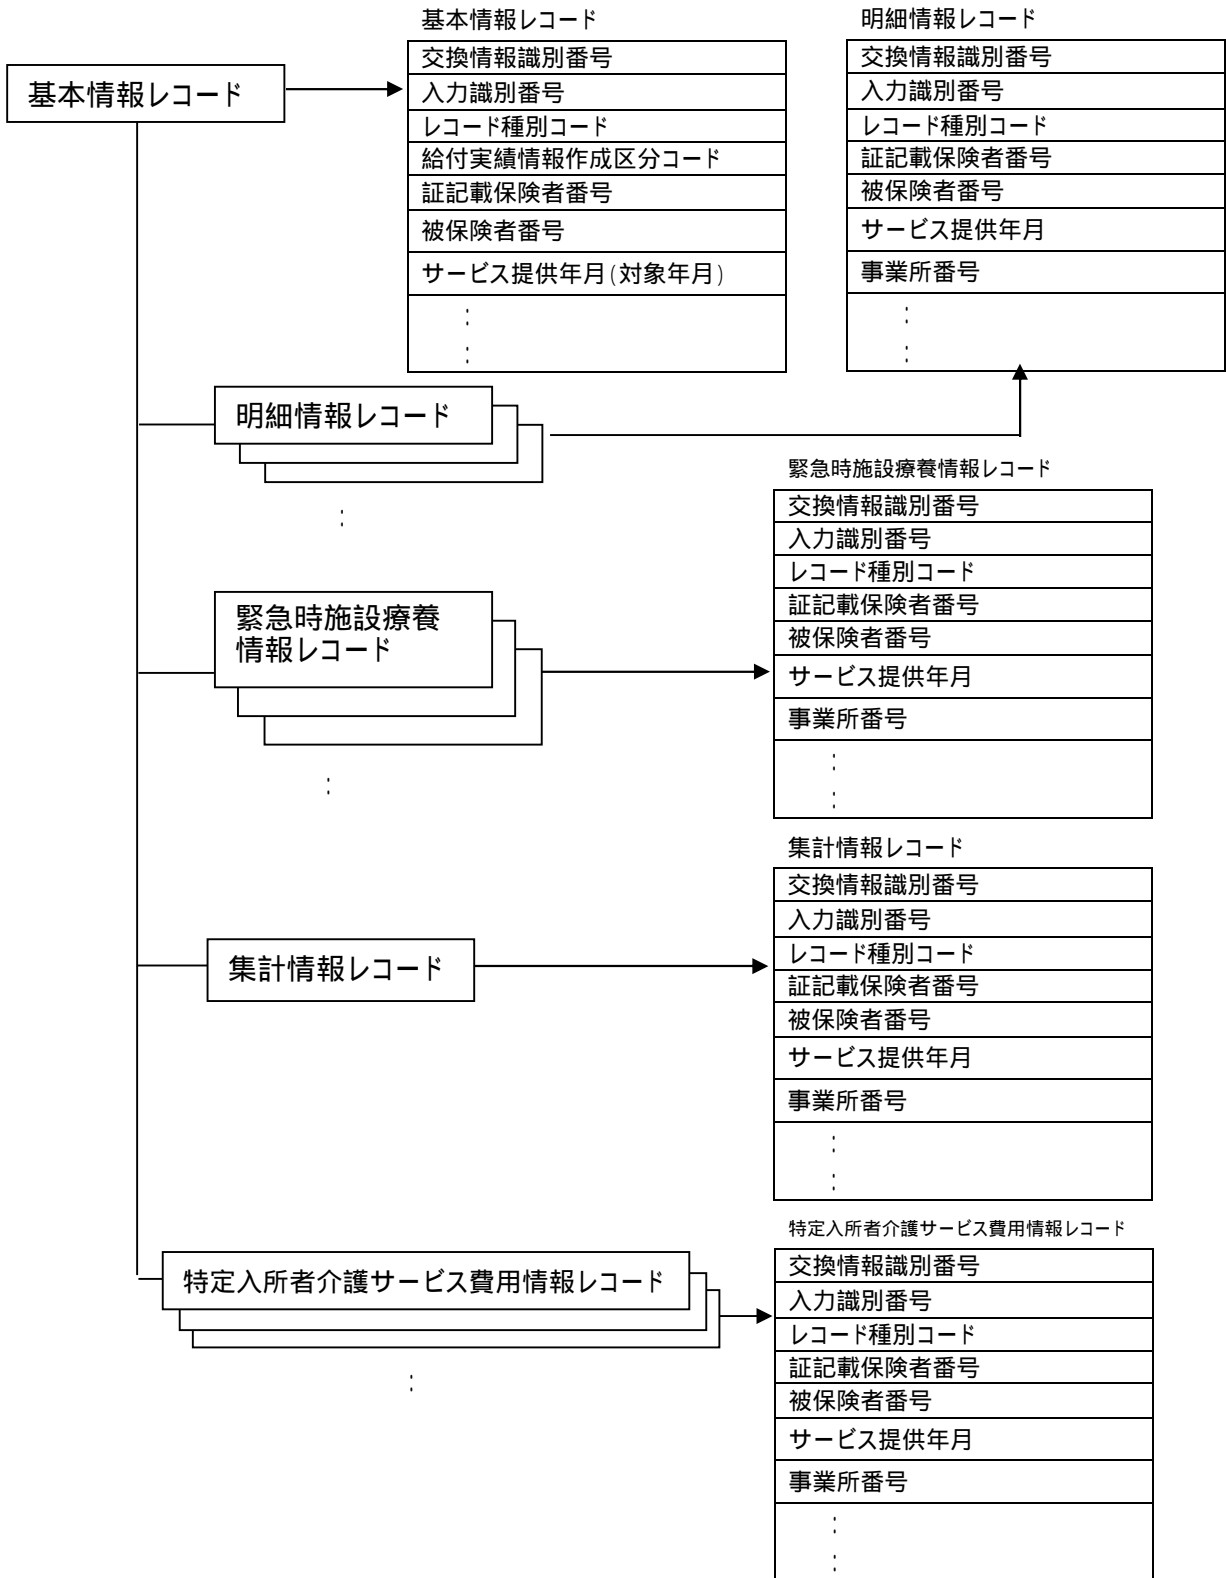 基本情報レコード
基本情報レコード
交換情報識別番号
入力識別番号
レコード種別コード
給付実績情報作成区分コード
証記載保険者番号
被保険者番号
サービス提供年月(対象年月)
:
:
明細情報レコード
交換情報識別番号
入力識別番号
レコード種別コード
証記載保険者番号
被保険者番号
サービス提供年月
事業所番号
:
:
明細情報レコード
:
緊急時施設療養情報レコード
交換情報識別番号
入力識別番号
レコード種別コード
証記載保険者番号
被保険者番号
サービス提供年月
事業所番号
:
:
緊急時施設療養
情報レコード
:
集計情報レコード
交換情報識別番号
入力識別番号
レコード種別コード
証記載保険者番号
被保険者番号
サービス提供年月
事業所番号
:
:
集計情報レコード
特定入所者介護サービス費用情報レコード
交換情報識別番号
入力識別番号
レコード種別コード
証記載保険者番号
被保険者番号
サービス提供年月
事業所番号
:
:
特定入所者介護サービス費用情報レコード
: